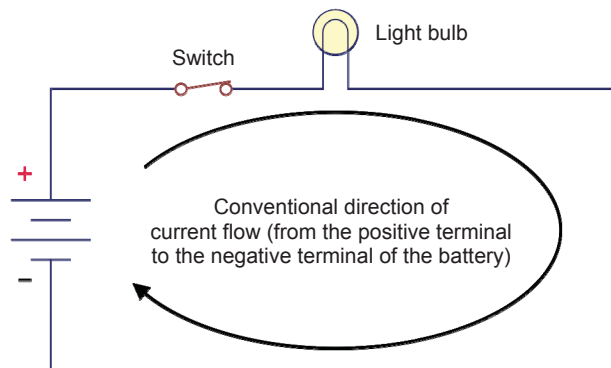 Light bulb
Switch
+
Conventional direction of
current flow (from the positive terminal
to the negative terminal of the battery)
–